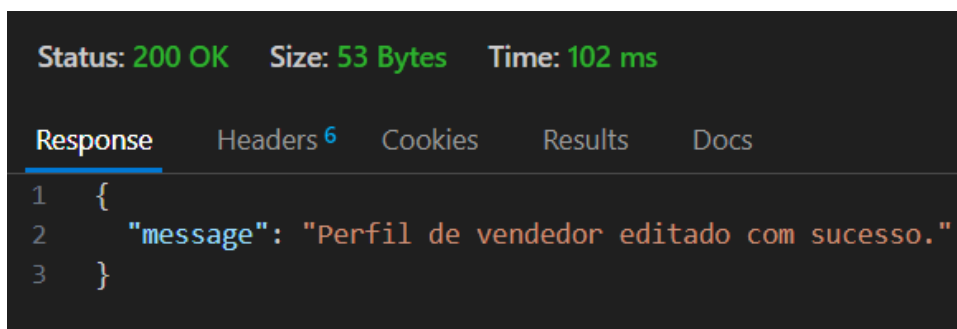 Status: 200 OK Size: 53 Bytes Time: 102 ms
Response Headers 6 Cookies Results Docs
1 {
2 "message": "Perfil de vendedor editado com sucesso."
3 }